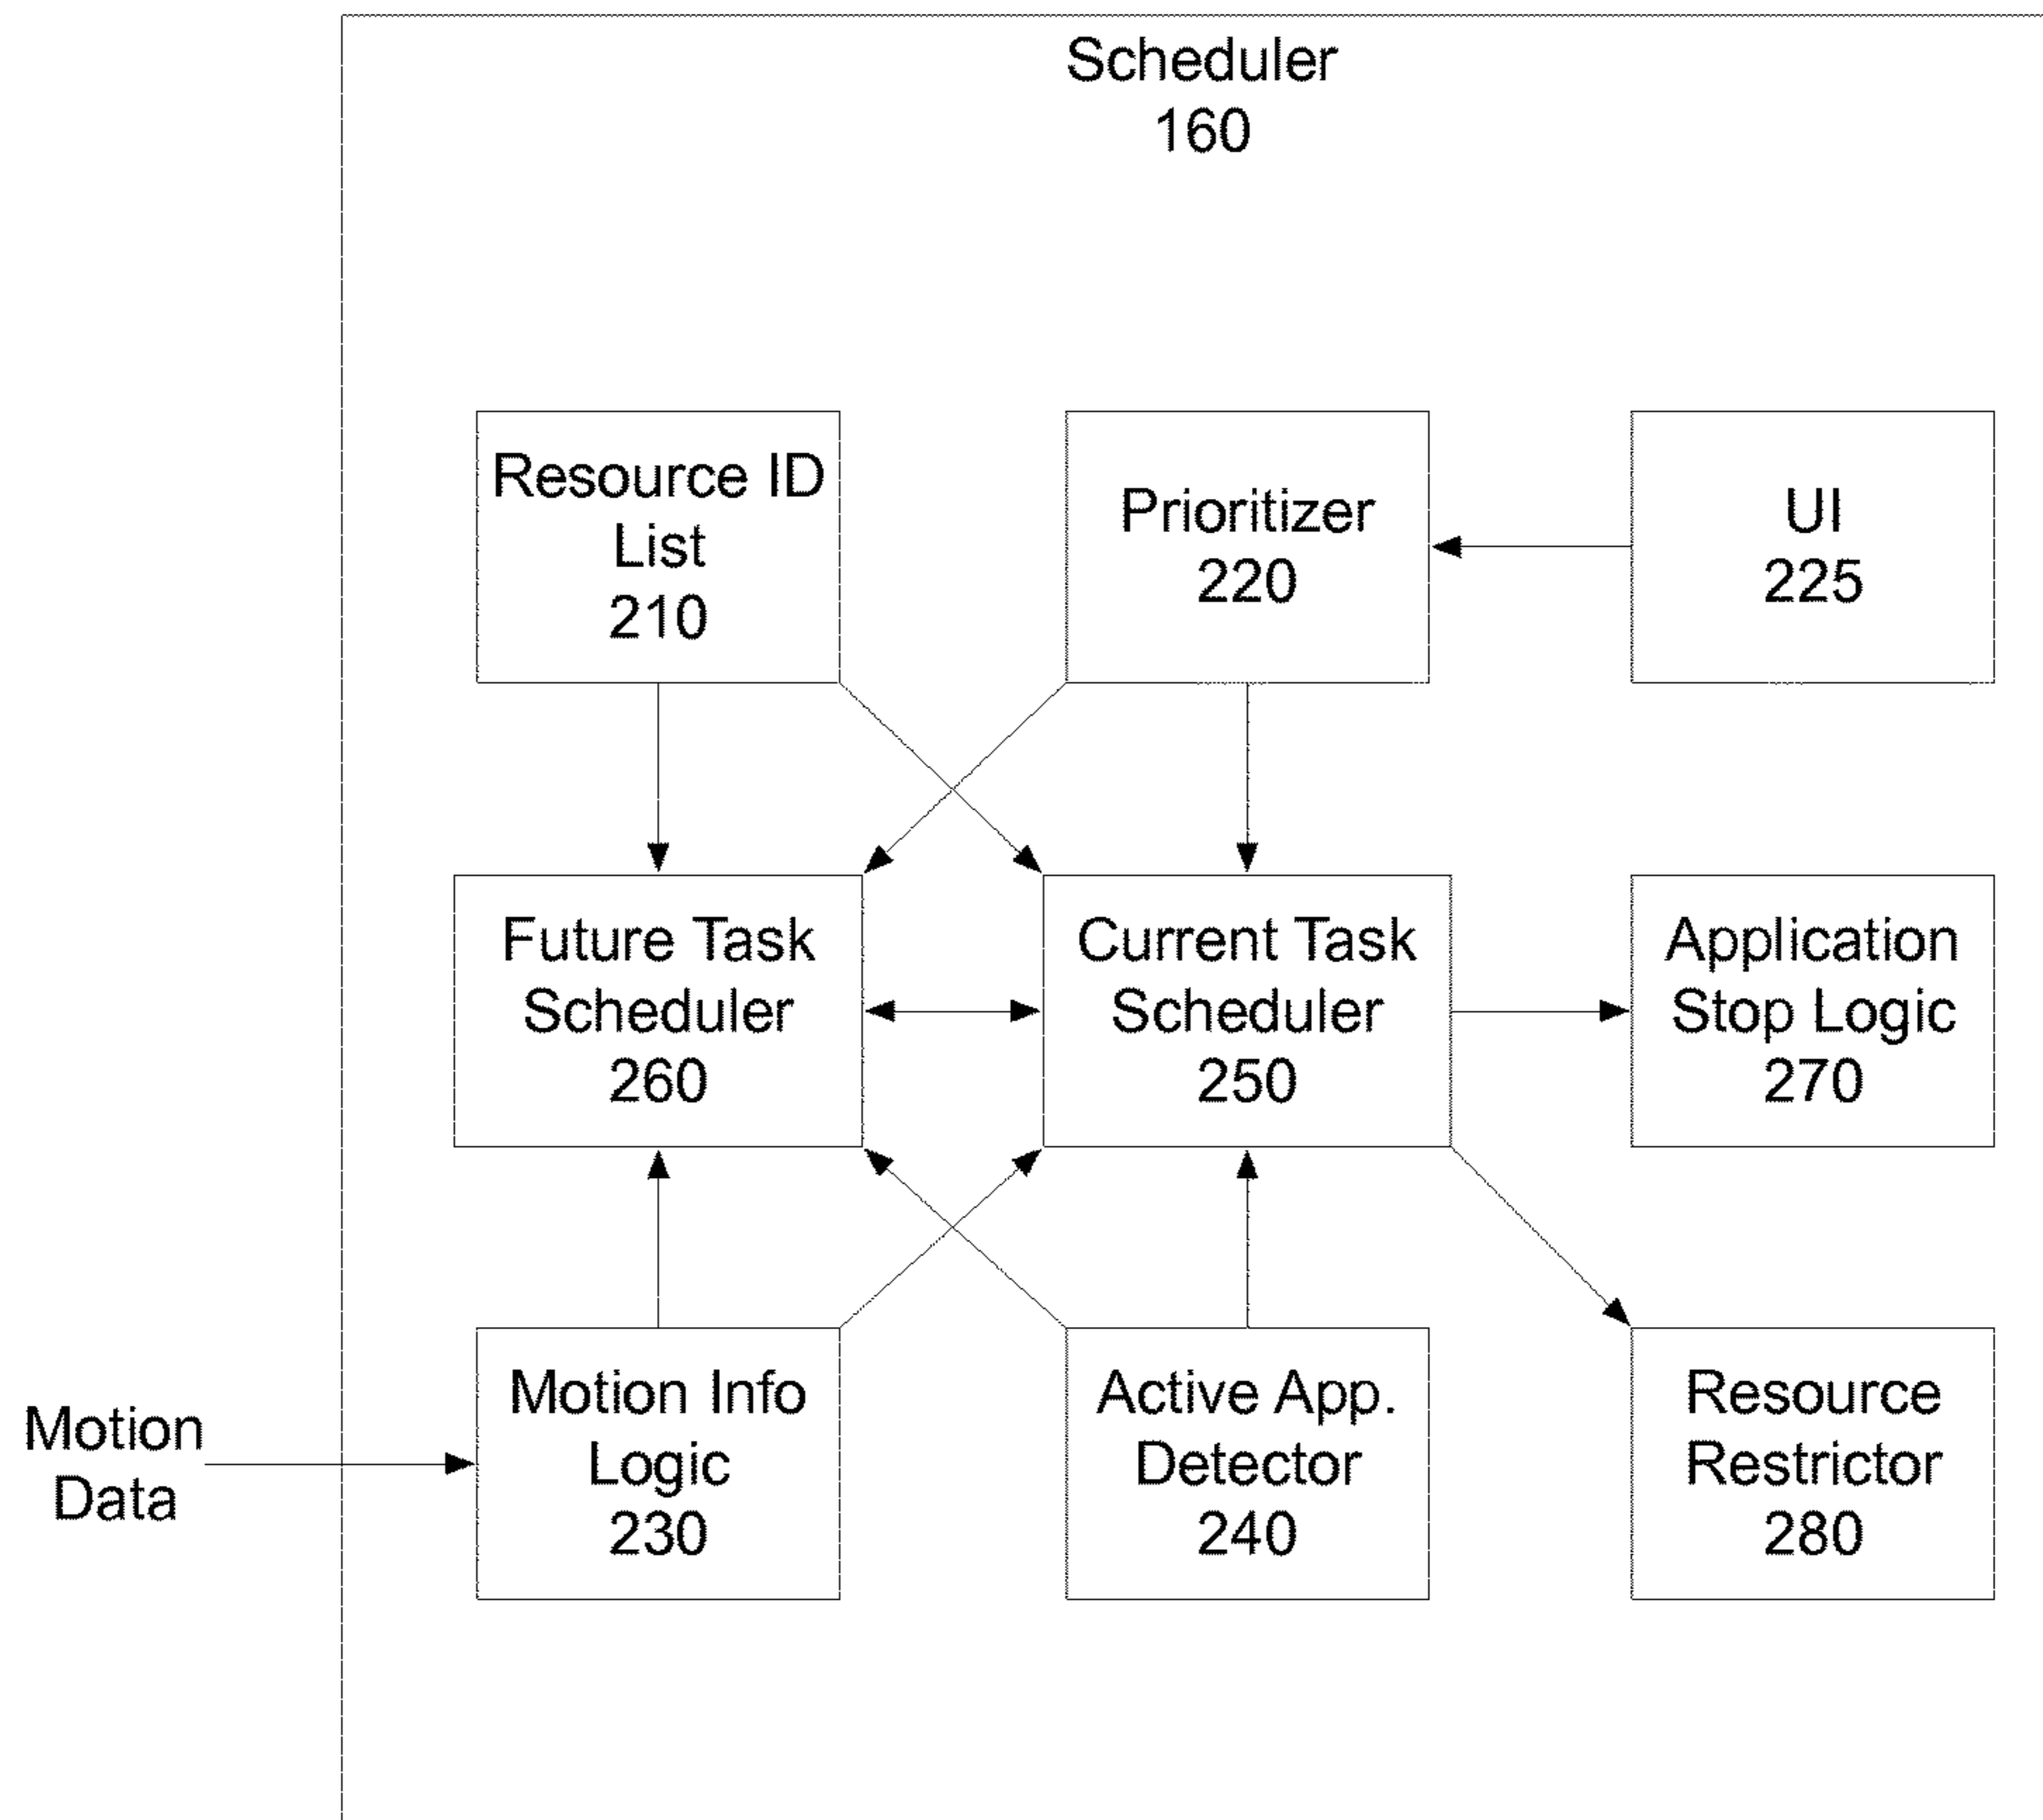 Scheduler
160
Resource ID
List
210
Prioritizer
220
UI
225
Future Task
Scheduler
260
Current Task
Scheduler
250
Application
Stop Logic
270
Motion
Data
Motion Info
Logic
230
Active App.
Detector
240
Resource
Restrictor
280